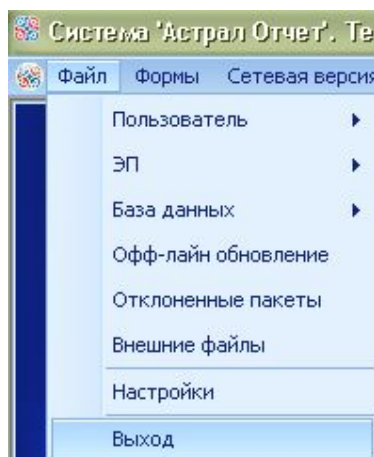 Система 'Астрал Отчет'. Те
Файл Формы Сетевая версия
Пользователь
ЭП
База данных
Офф-лайн обновление
Отклоненные пакеты
Внешние файлы
Настройки
Выход